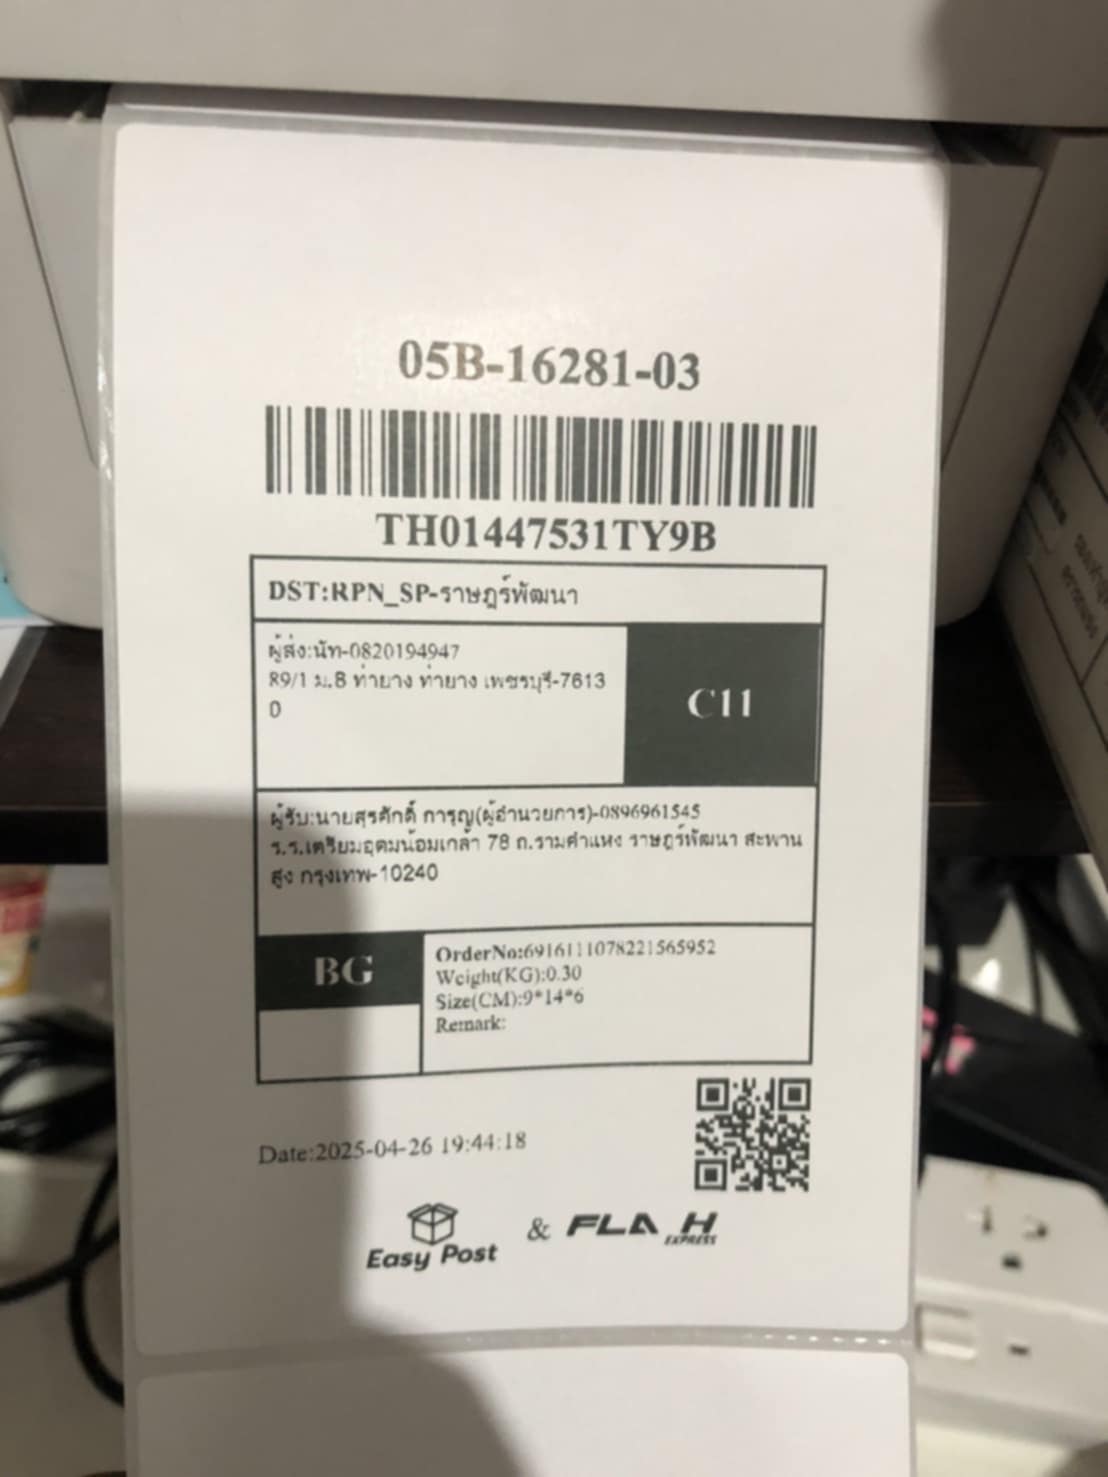 05B-16281-03
TH01447531TY9B
DST:RPN_SP-ราษฎร์พัฒนา
ผู้ส่ง:นัท-0820194947
89/1 ม.8 ท่ายาง ท่ายาง เพชรบุรี-7613
0
C11
ผู้รับ:นายสุรศักดิ์ การุญ(ผู้อำนวยการ)-0896961545
ร.ร.เตรียมอุดมน้อมเกล้า 78 ถ.รามคำแหง ราษฎร์พัฒนา สะพาน
สูง กรุงเทพ-10240
BG
OrderNo:6916111078221565952
Weight(KG):0.30
Size(CM):9*14*6
Remark:
Date:2025-04-26 19:44:18
Easy Post & FLA H EXPRESS